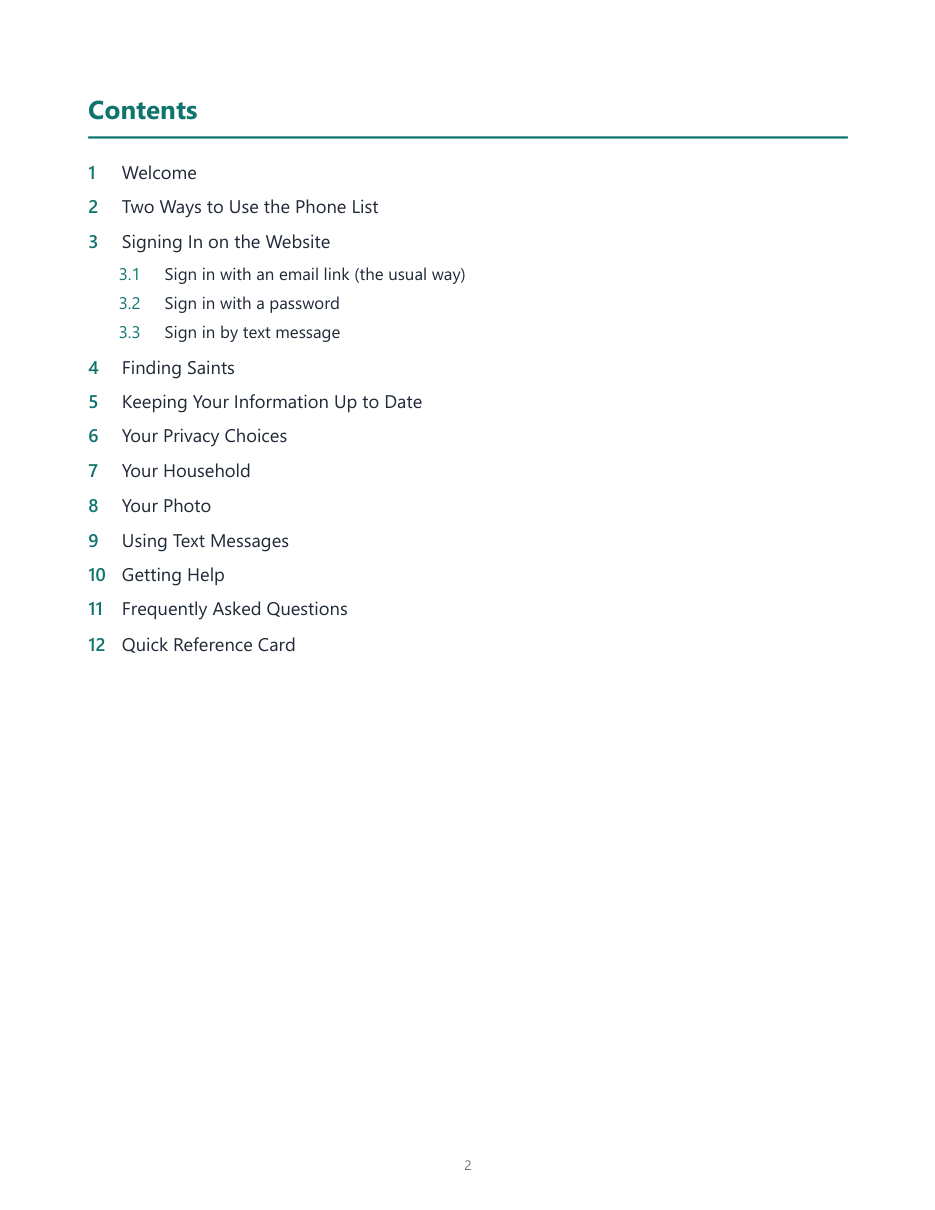 Contents
1 Welcome
2 Two Ways to Use the Phone List
3 Signing In on the Website
3.1 Sign in with an email link (the usual way)
3.2 Sign in with a password
3.3 Sign in by text message
4 Finding Saints
5 Keeping Your Information Up to Date
6 Your Privacy Choices
7 Your Household
8 Your Photo
9 Using Text Messages
10 Getting Help
11 Frequently Asked Questions
12 Quick Reference Card
2